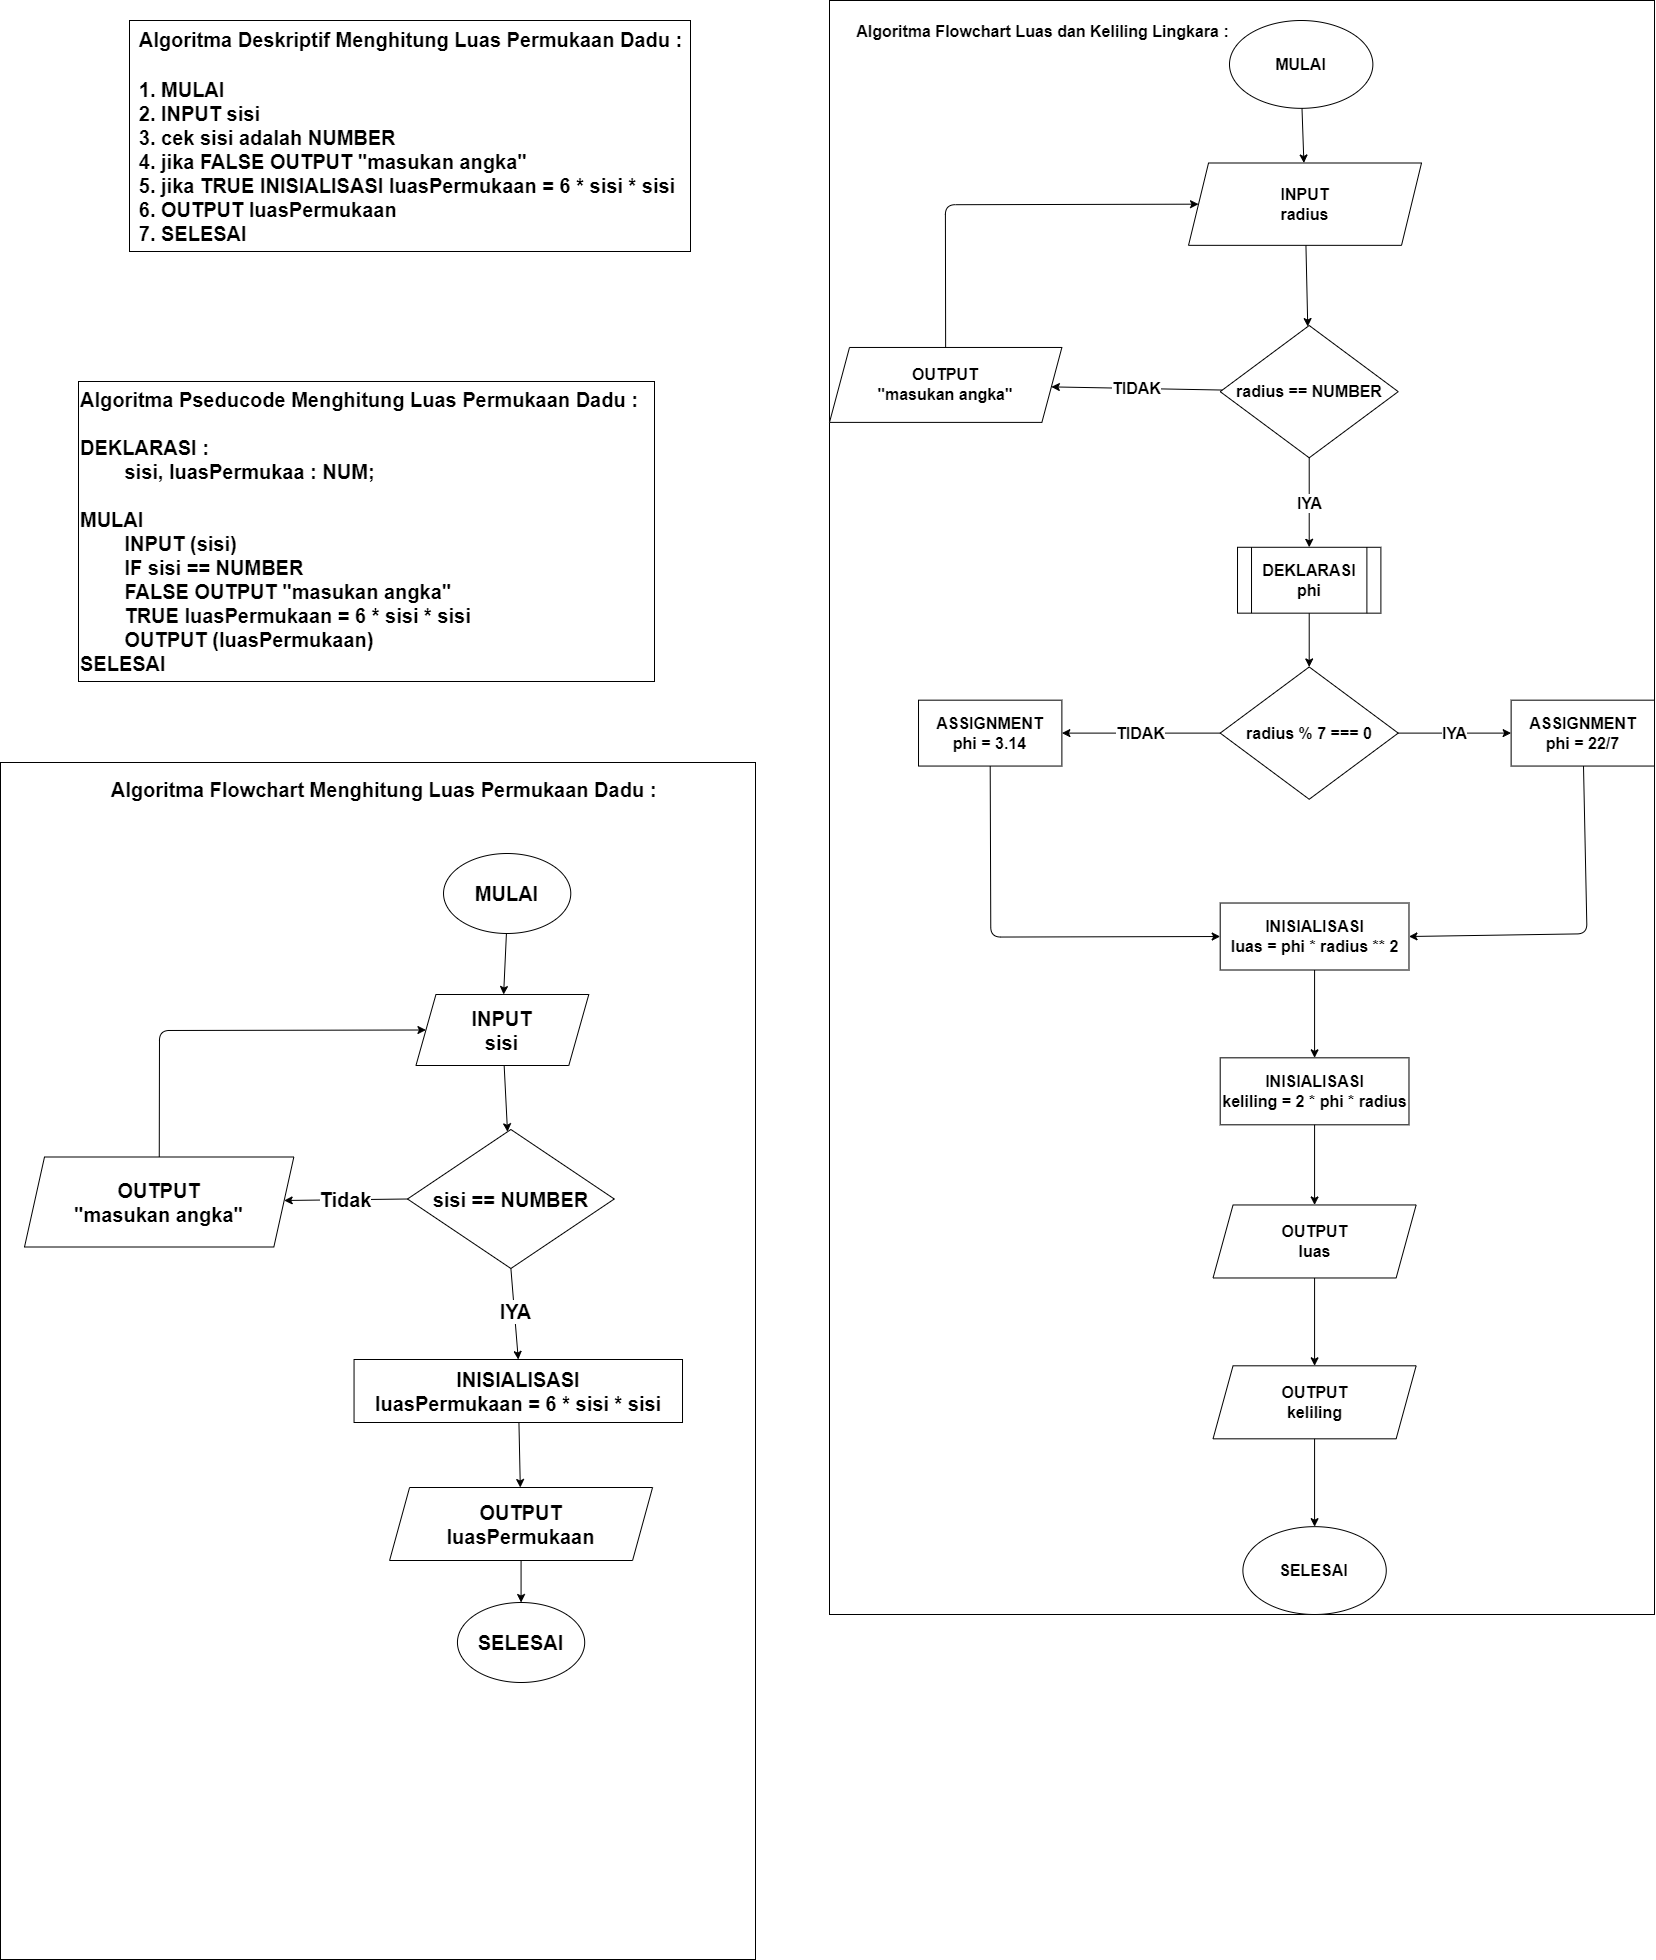 Algoritma Deskriptif Menghitung Luas Permukaan Dadu :
1. MULAI
2. INPUT sisi
3. cek sisi adalah NUMBER
4. jika FALSE OUTPUT "masukan angka"
5. jika TRUE INISIALISASI luasPermukaan = 6 * sisi * sisi
6. OUTPUT luasPermukaan
7. SELESAI
Algoritma Pseducode Menghitung Luas Permukaan Dadu :
DEKLARASI :
sisi, luasPermukaa : NUM;
MULAI
INPUT (sisi)
IF sisi == NUMBER
FALSE OUTPUT "masukan angka"
TRUE luasPermukaan = 6 * sisi * sisi
OUTPUT (luasPermukaan)
SELESAI
Algoritma Flowchart Menghitung Luas Permukaan Dadu :
MULAI
INPUT
sisi
sisi == NUMBER
Tidak
OUTPUT
"masukan angka"
IYA
INISIALISASI
luasPermukaan = 6 * sisi * sisi
OUTPUT
luasPermukaan
SELESAI
Algoritma Flowchart Luas dan Keliling Lingkara :
MULAI
INPUT
radius
radius == NUMBER
TIDAK
OUTPUT
"masukan angka"
IYA
DEKLARASI
phi
radius % 7 === 0
TIDAK
ASSIGNMENT
phi = 3.14
IYA
ASSIGNMENT
phi = 22/7
INISIALISASI
luas = phi * radius ** 2
INISIALISASI
keliling = 2 * phi * radius
OUTPUT
luas
OUTPUT
keliling
SELESAI